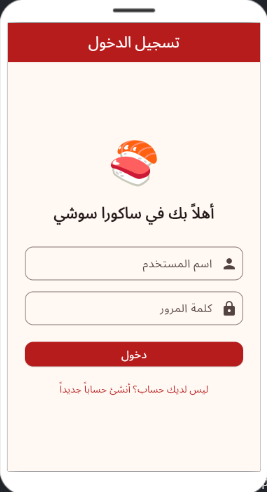 تسجيل الدخول
أهلاً بك في ساكورا سوشي
اسم المستخدم
كلمة المرور
دخول
ليس لديك حساب؟ أنشئ حساباً جديداً